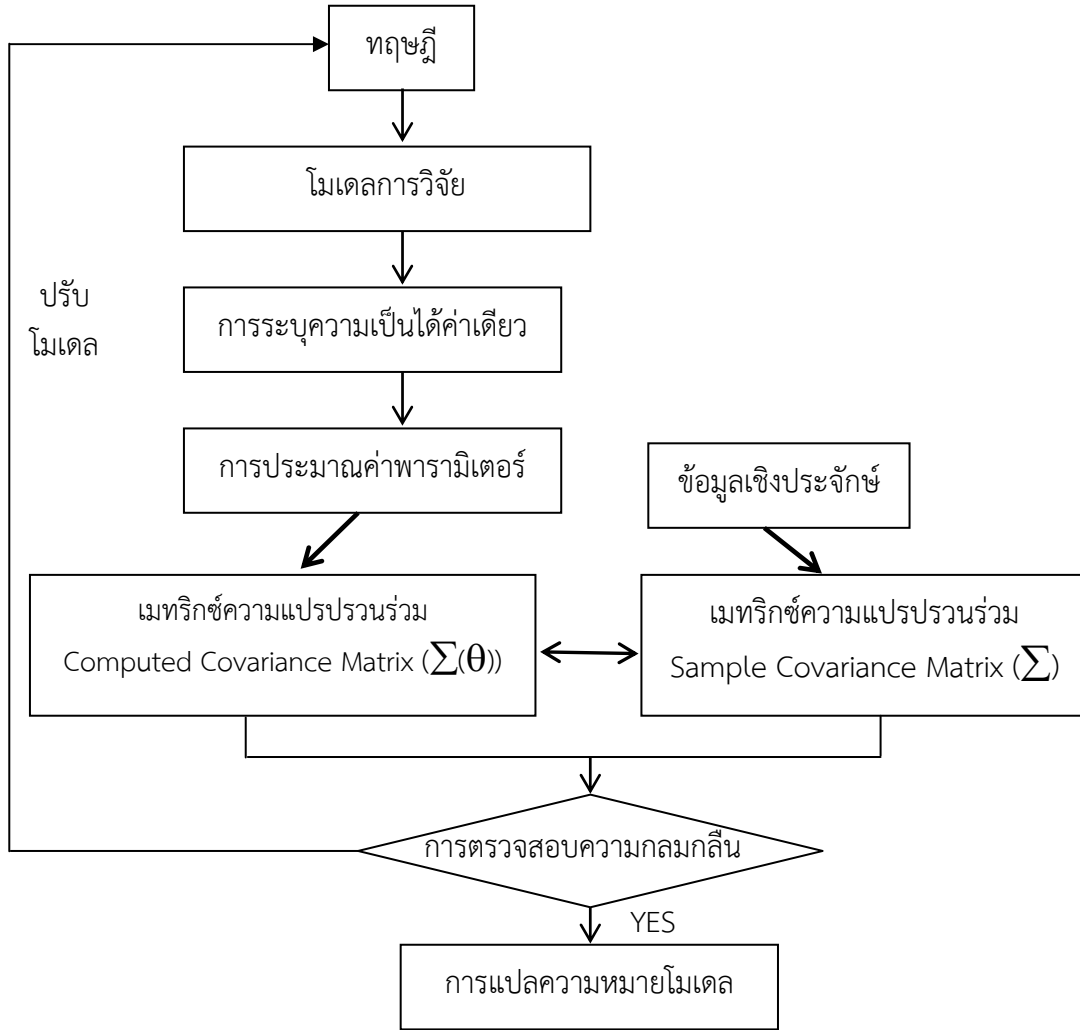 ทฤษฎี
โมเดลการวิจัย
ปรับ
โมเดล
การระบุความเป็นได้ค่าเดียว
การประมาณค่าพารามิเตอร์
ข้อมูลเชิงประจักษ์
เมทริกซ์ความแปรปรวนร่วม
Computed Covariance Matrix (∑(θ))
เมทริกซ์ความแปรปรวนร่วม
Sample Covariance Matrix (∑)
การตรวจสอบความกลมกลืน
YES
การแปลความหมายโมเดล